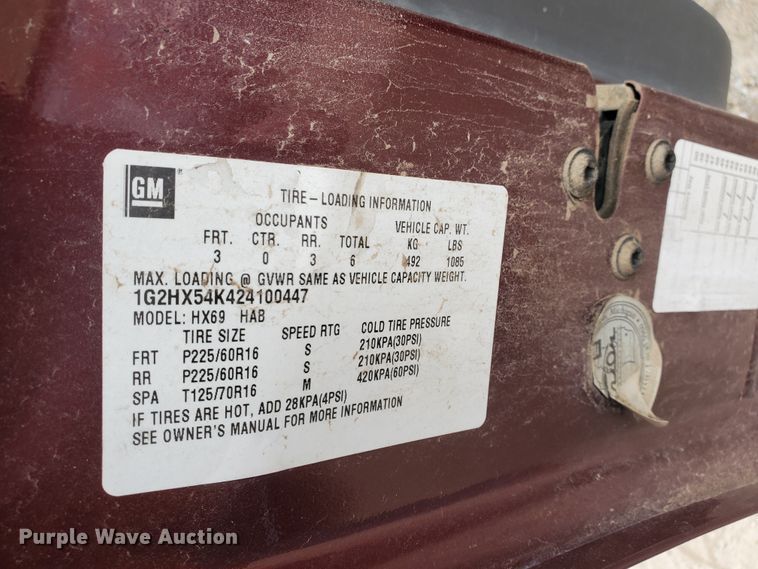 GM
TIRE-LOADING INFORMATION
OCCUPANTS VEHICLE CAP. WT.
FRT. CTR. RR. TOTAL KG LBS
3 0 3 6 492 1085
MAX. LOADING @ GVWR SAME AS VEHICLE CAPACITY WEIGHT.
1G2HX54K424100447
MODEL: HX69 HAB
TIRE SIZE SPEED RTG COLD TIRE PRESSURE
FRT P225/60R16 S 210KPA(30PSI)
RR P225/60R16 S 210KPA(30PSI)
SPA T125/70R16 M 420KPA(60PSI)
IF TIRES ARE HOT, ADD 28KPA(4PSI)
SEE OWNER'S MANUAL FOR MORE INFORMATION
Purple Wave Auction